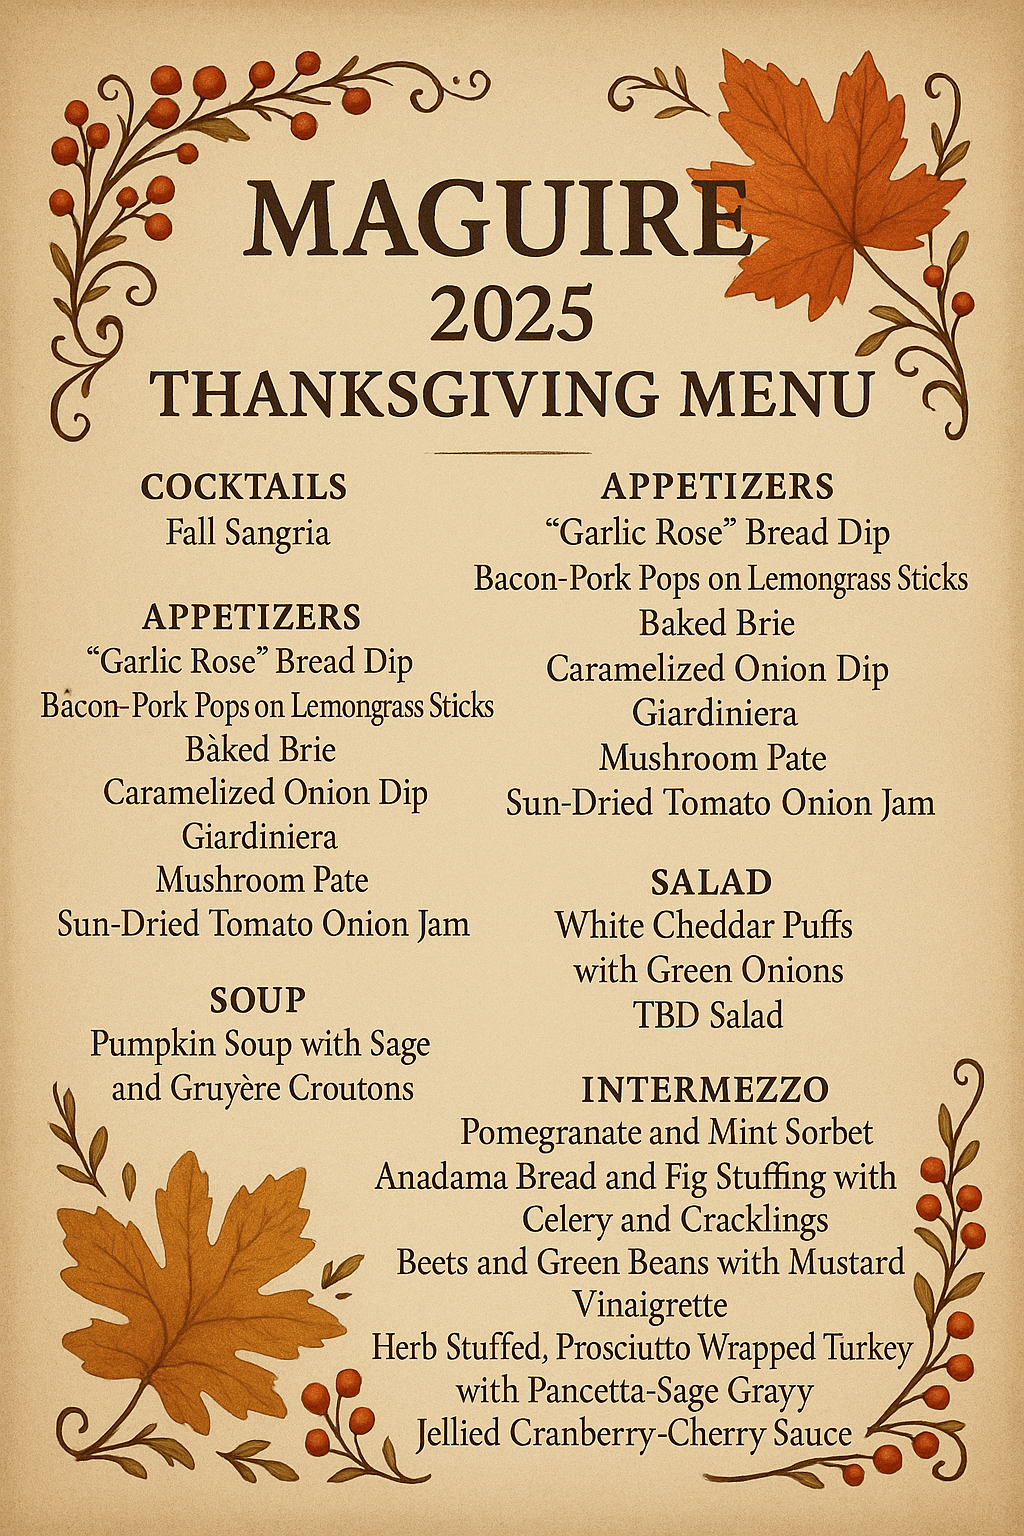 MAGUIRE
2025
THANKSGIVING MENU
COCKTAILS
Fall Sangria
APPETIZERS
“Garlic Rose” Bread Dip
Bacon-Pork Pops on Lemongrass Sticks
Bàked Brie
Caramelized Onion Dip
Giardiniera
Mushroom Pate
Sun-Dried Tomato Onion Jam
SOUP
Pumpkin Soup with Sage
and Gruyère Croutons
APPETIZERS
“Garlic Rose” Bread Dip
Bacon-Pork Pops on Lemongrass Sticks
Baked Brie
Caramelized Onion Dip
Giardiniera
Mushroom Pate
Sun-Dried Tomato Onion Jam
SALAD
White Cheddar Puffs
with Green Onions
TBD Salad
INTERMEZZO
Pomegranate and Mint Sorbet
Anadama Bread and Fig Stuffing with
Celery and Cracklings
Beets and Green Beans with Mustard
Vinaigrette
Herb Stuffed, Prosciutto Wrapped Turkey
with Pancetta-Sage Grayy
Jellied Cranberry-Cherry Sauce